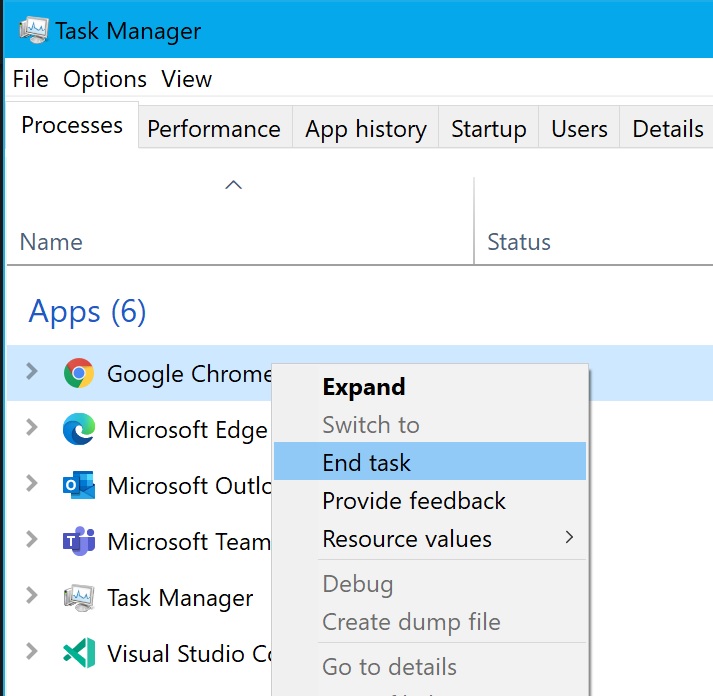 Task Manager
File Options View
Processes Performance App history Startup Users Details
Name Status
Apps (6)
Google Chrome
Expand
Switch to
Microsoft Edge
End task
Microsoft Outlo
Provide feedback
Resource values
Microsoft Team
Debug
Task Manager
Create dump file
Visual Studio Co
Go to details